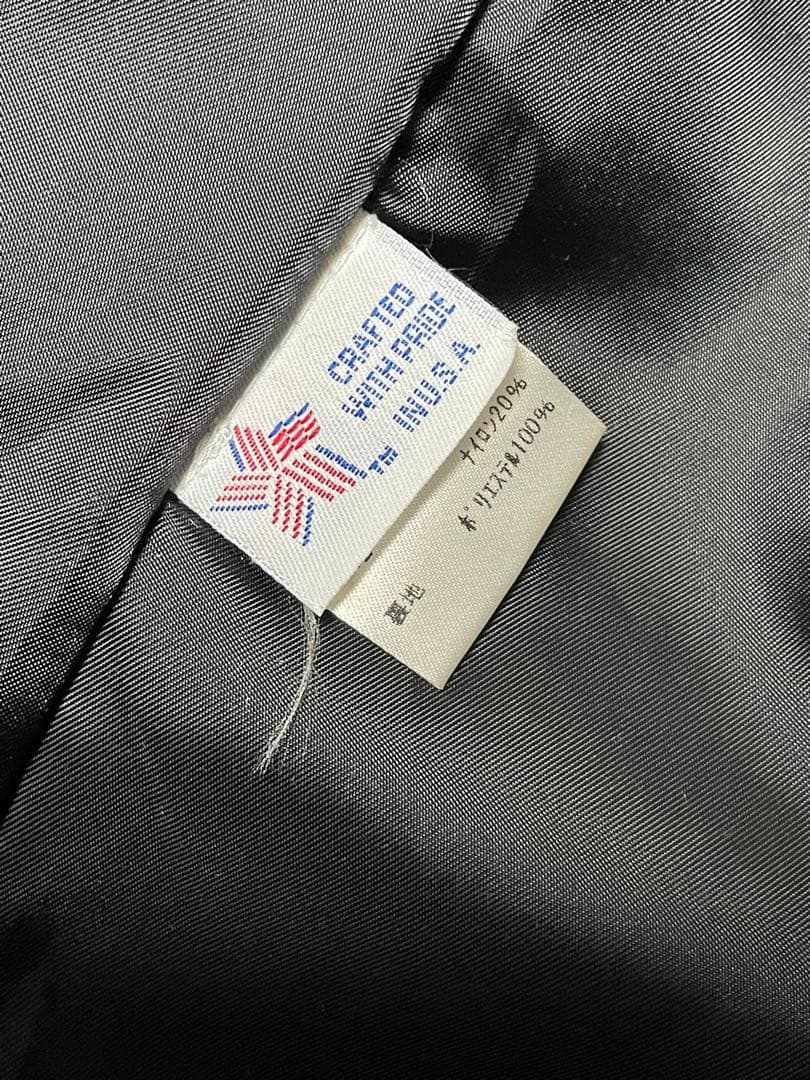 CRAFTED
WITH PRIDE
IN U.S.A
TM
ナイロン20%
ポリエステル100%
裏地